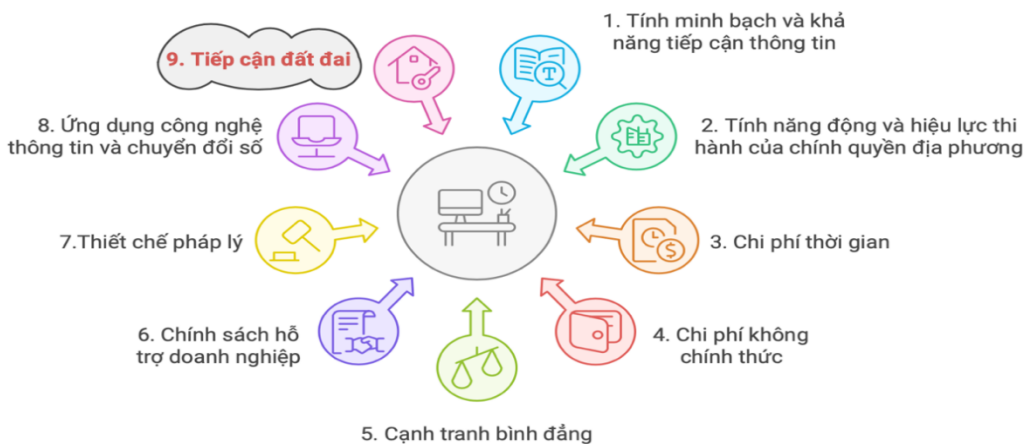 1. Tính minh bạch và khả
năng tiếp cận thông tin
2. Tính năng động và hiệu lực thi
hành của chính quyền địa phương
3. Chi phí thời gian
4. Chi phí không
chính thức
5. Cạnh tranh bình đẳng
6. Chính sách hỗ
trợ doanh nghiệp
7.Thiết chế pháp lý
8. Ứng dụng công nghệ
thông tin và chuyển đổi số
9. Tiếp cận đất đai
T
$